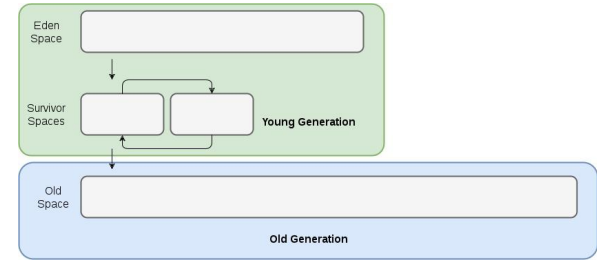 Eden
Space
Survivor
Spaces
Young Generation
Old
Space
Old Generation